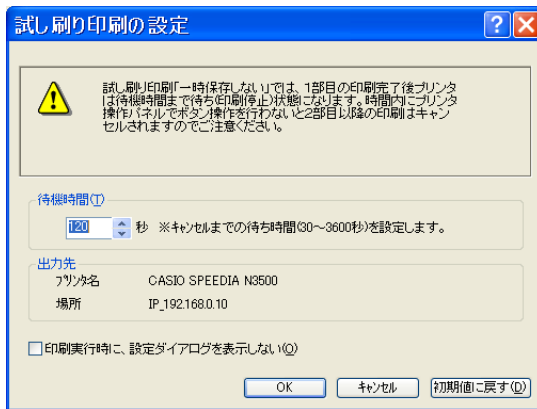 試し刷り印刷の設定
試し刷り印刷「一時保存しない」では、1部目の印刷完了後プリンタ
は待機時間まで待ち(印刷停止)状態になります。時間内にプリンタ
操作パネルでボタン操作を行わないと2部目以降の印刷はキャン
セルされますのでご注意ください。
待機時間(T)
120 秒 ※キャンセルまでの待ち時間(30～3600秒)を設定します。
出力先
プリンタ名 CASIO SPEEDIA N3500
場所 IP_192.168.0.10
印刷実行時に、設定ダイアログを表示しない(O)
OK キャンセル 初期値に戻す(D)